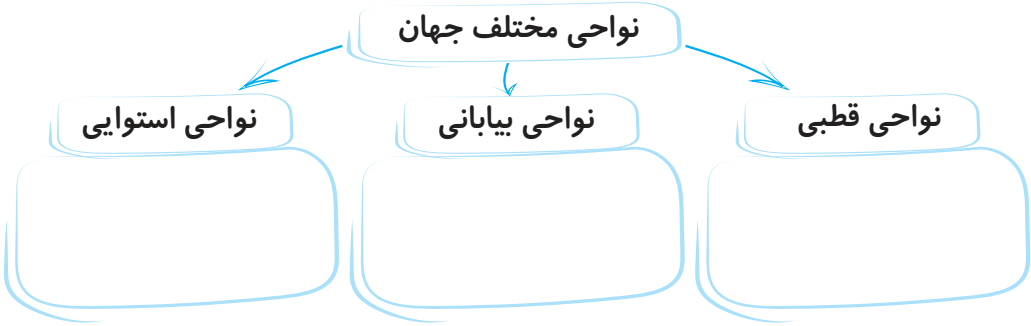 نواحی مختلف جهان
نواحی قطبی
نواحی بیابانی
نواحی استوایی